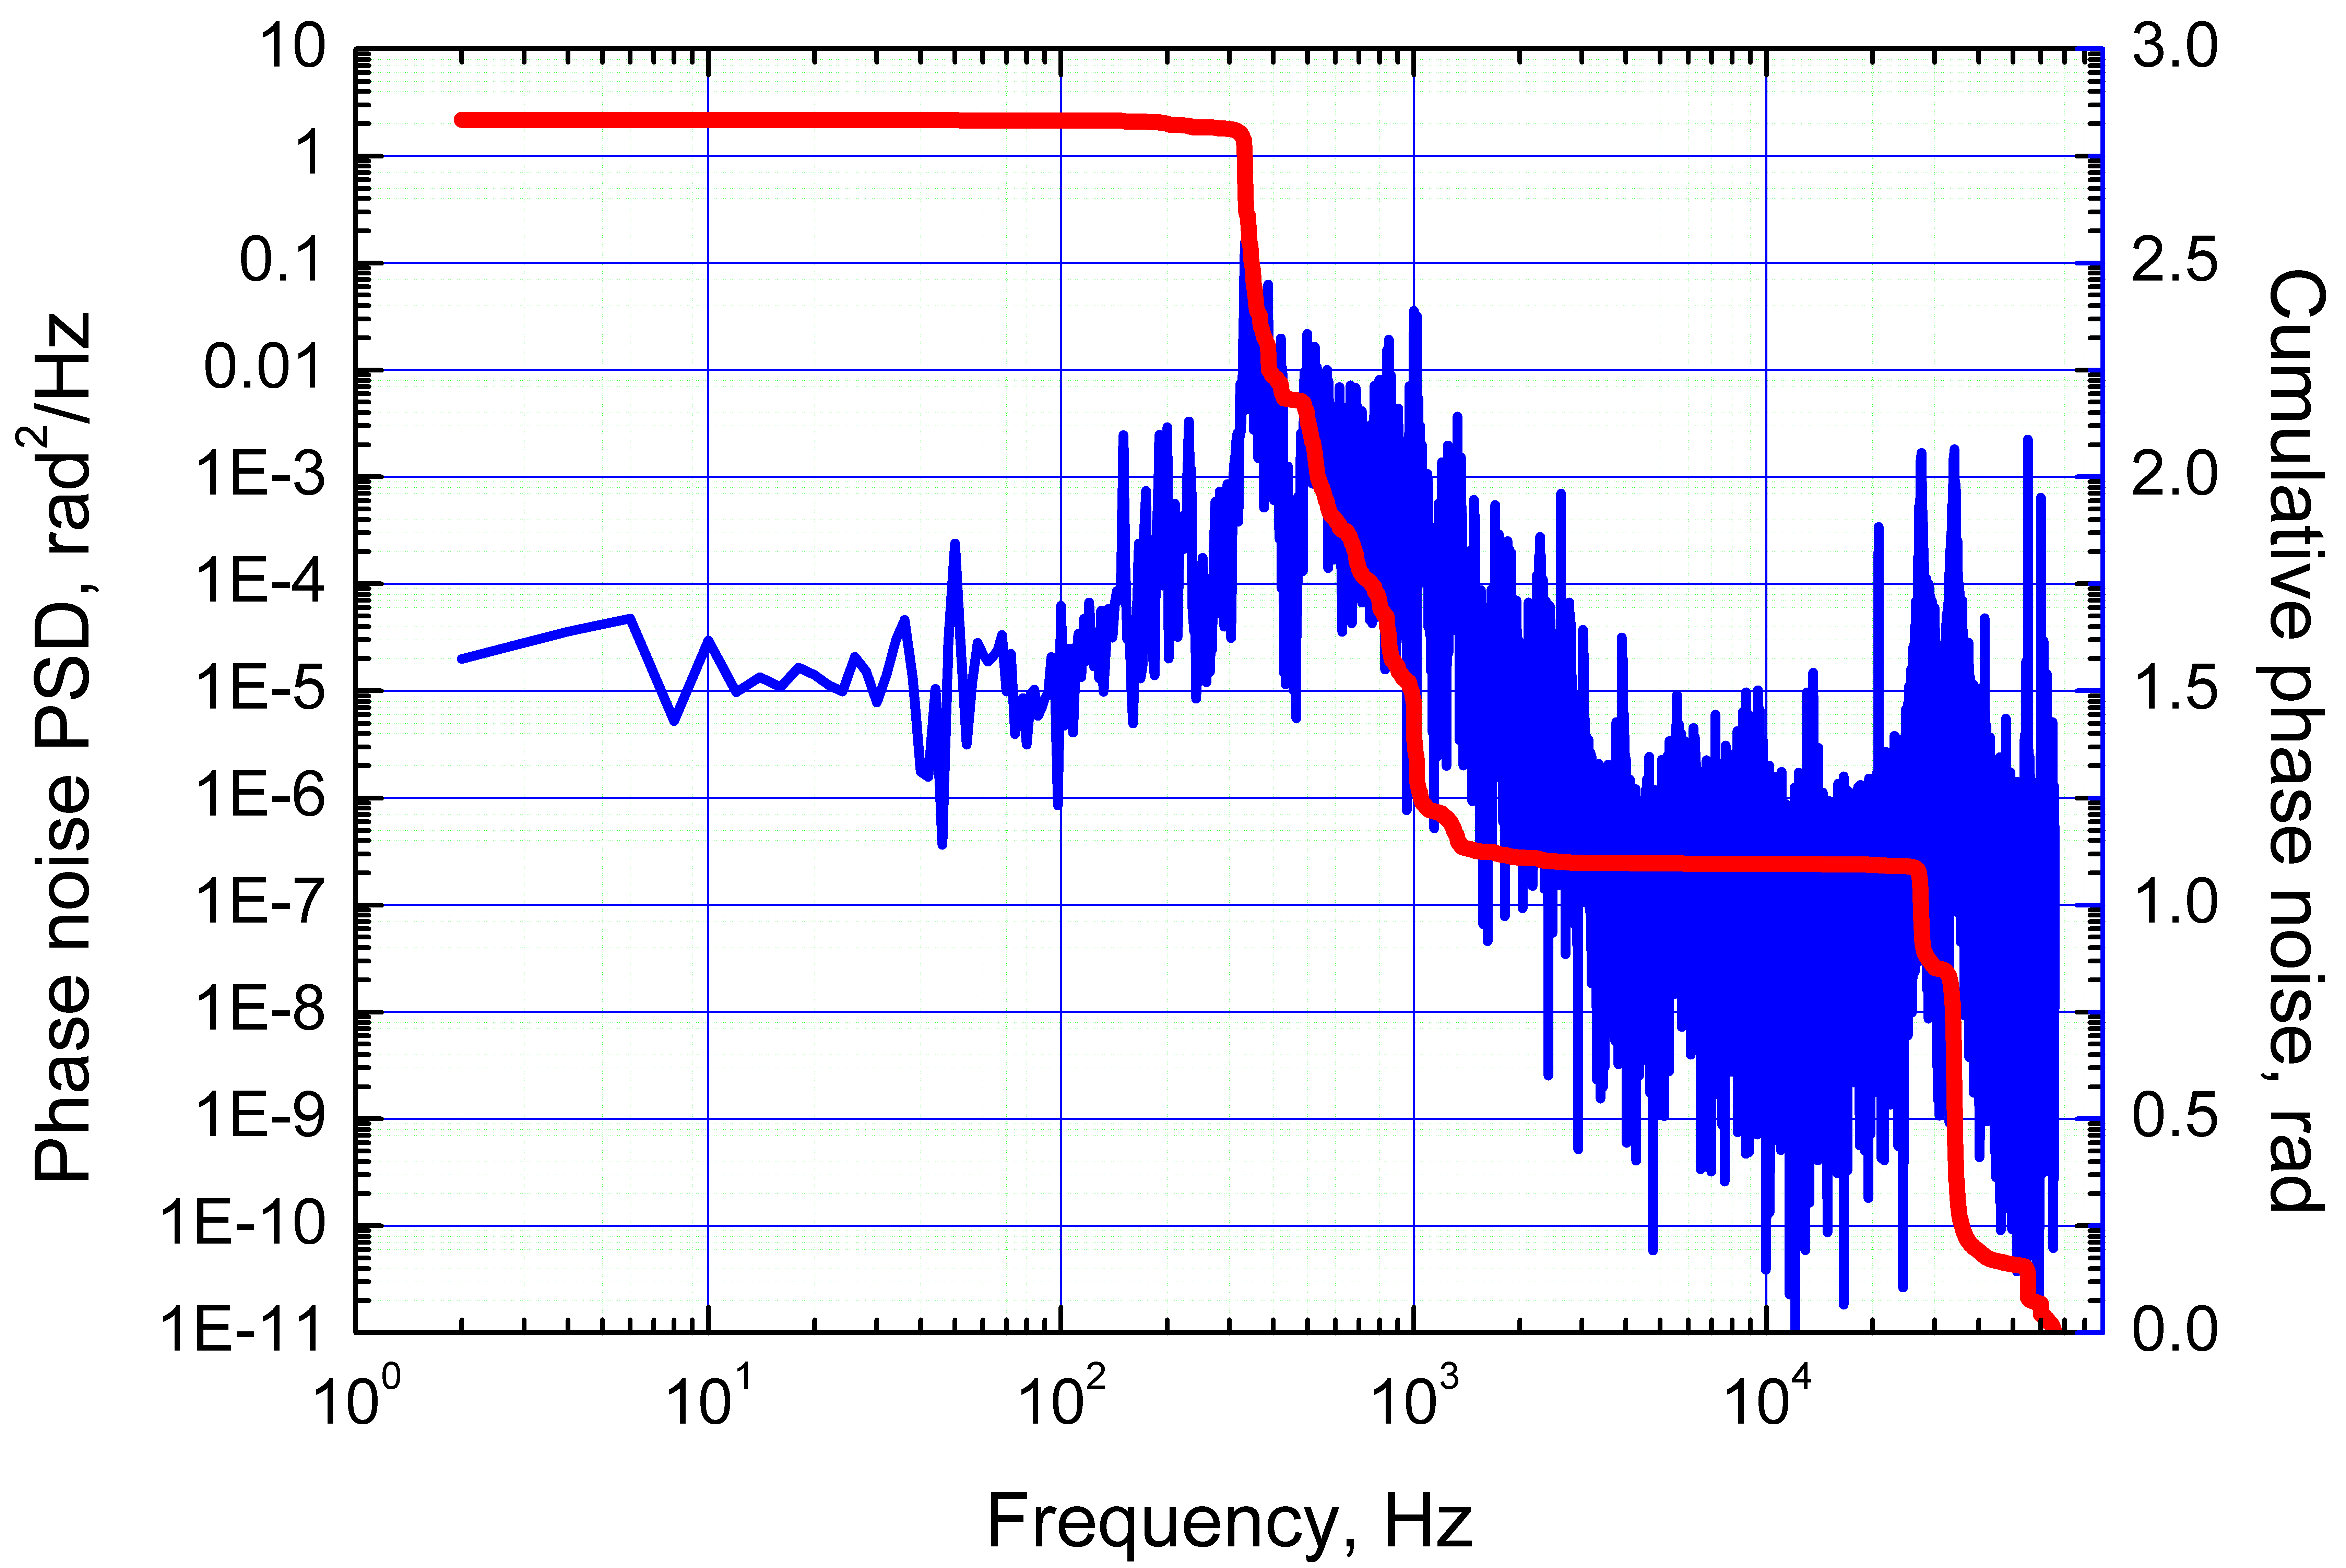 Phase noise PSD, rad²/Hz
10
1
0.1
0.01
1E-3
1E-4
1E-5
1E-6
1E-7
1E-8
1E-9
1E-10
1E-11
3.0
2.5
2.0
1.5
1.0
0.5
0.0
Cumulative phase noise, rad
10⁰ 10¹ 10² 10³ 10⁴
Frequency, Hz